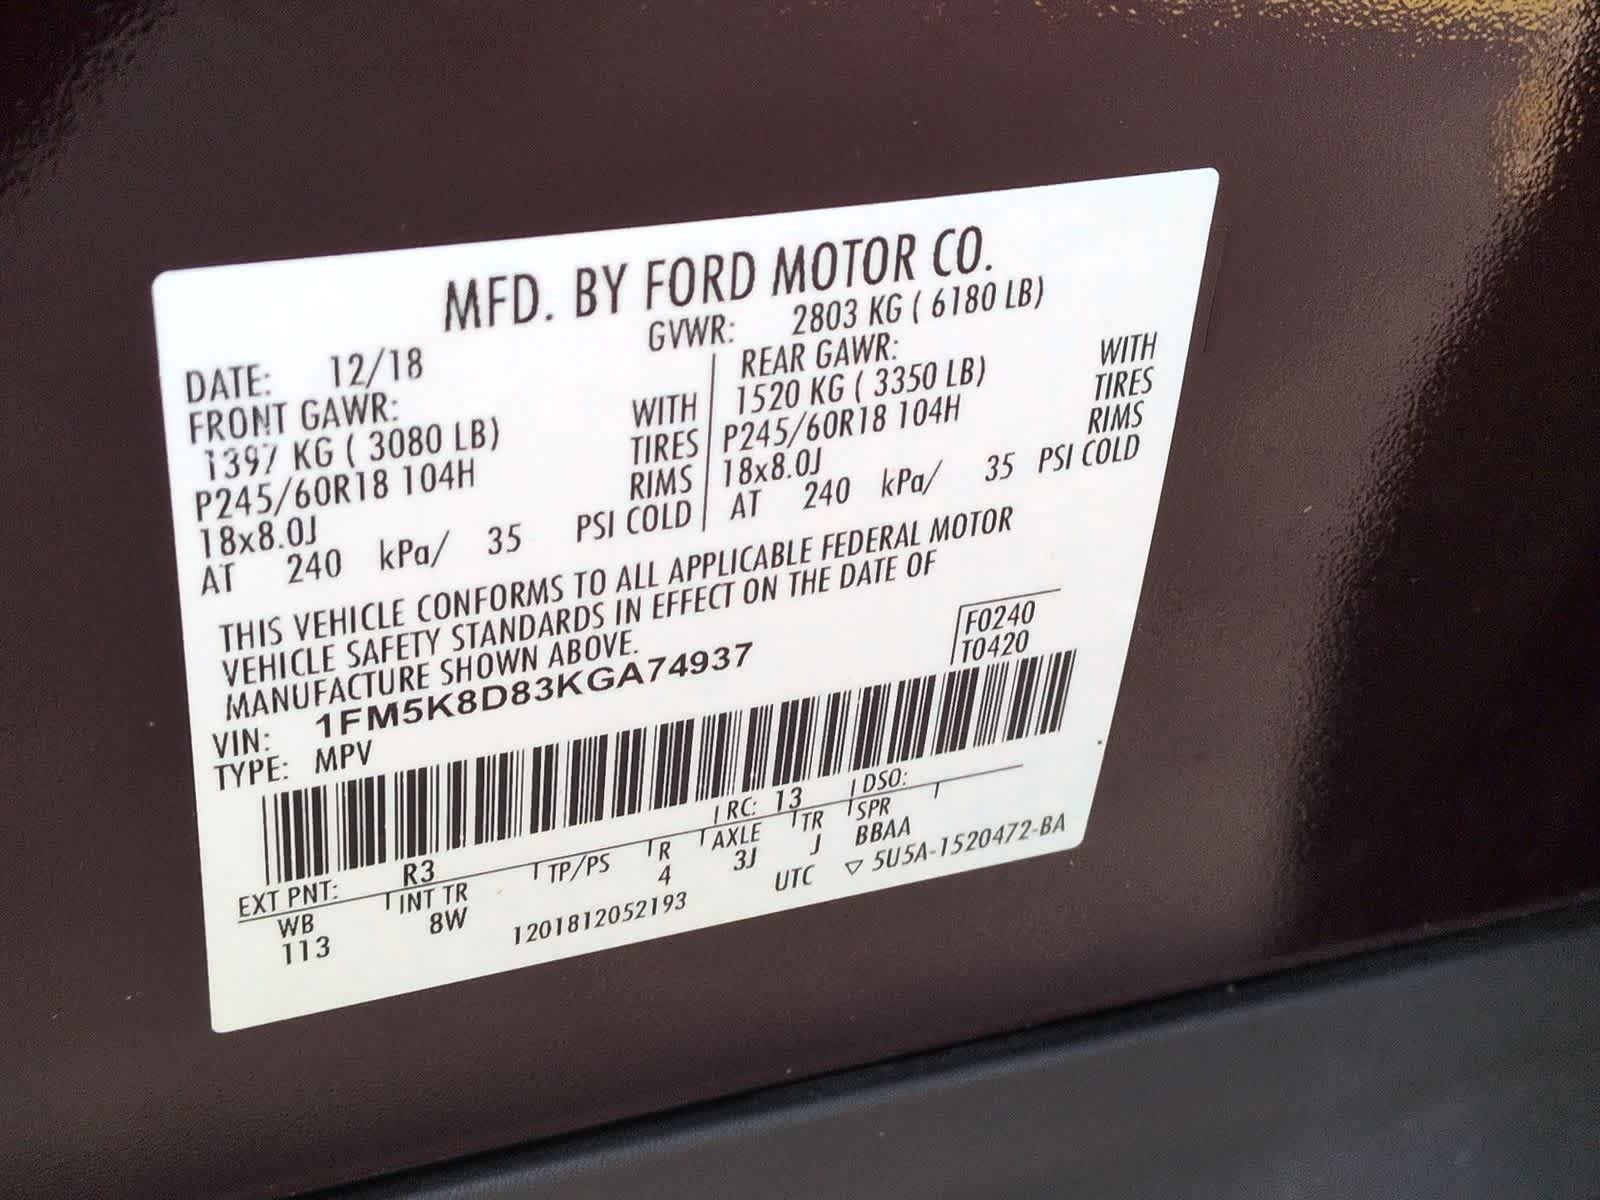 MFD. BY FORD MOTOR CO.
DATE: 12/18 GVWR: 2803 KG ( 6180 LB)
FRONT GAWR: REAR GAWR:
1397 KG ( 3080 LB) WITH 1520 KG ( 3350 LB) WITH
P245/60R18 104H TIRES P245/60R18 104H TIRES
18x8.0J RIMS 18x8.0J RIMS
AT 240 kPa/ 35 PSI COLD AT 240 kPa/ 35 PSI COLD
THIS VEHICLE CONFORMS TO ALL APPLICABLE FEDERAL MOTOR
VEHICLE SAFETY STANDARDS IN EFFECT ON THE DATE OF
MANUFACTURE SHOWN ABOVE.
VIN: 1FM5K8D83KGA74937
TYPE: MPV
F0240
T0420
EXT PNT: R3 RC: 13 DSO:
WB INT TR TP/PS R AXLE TR SPR
113 8W 4 3J J BBAA
1201812052193 UTC ▽ 5U5A-1520472-BA